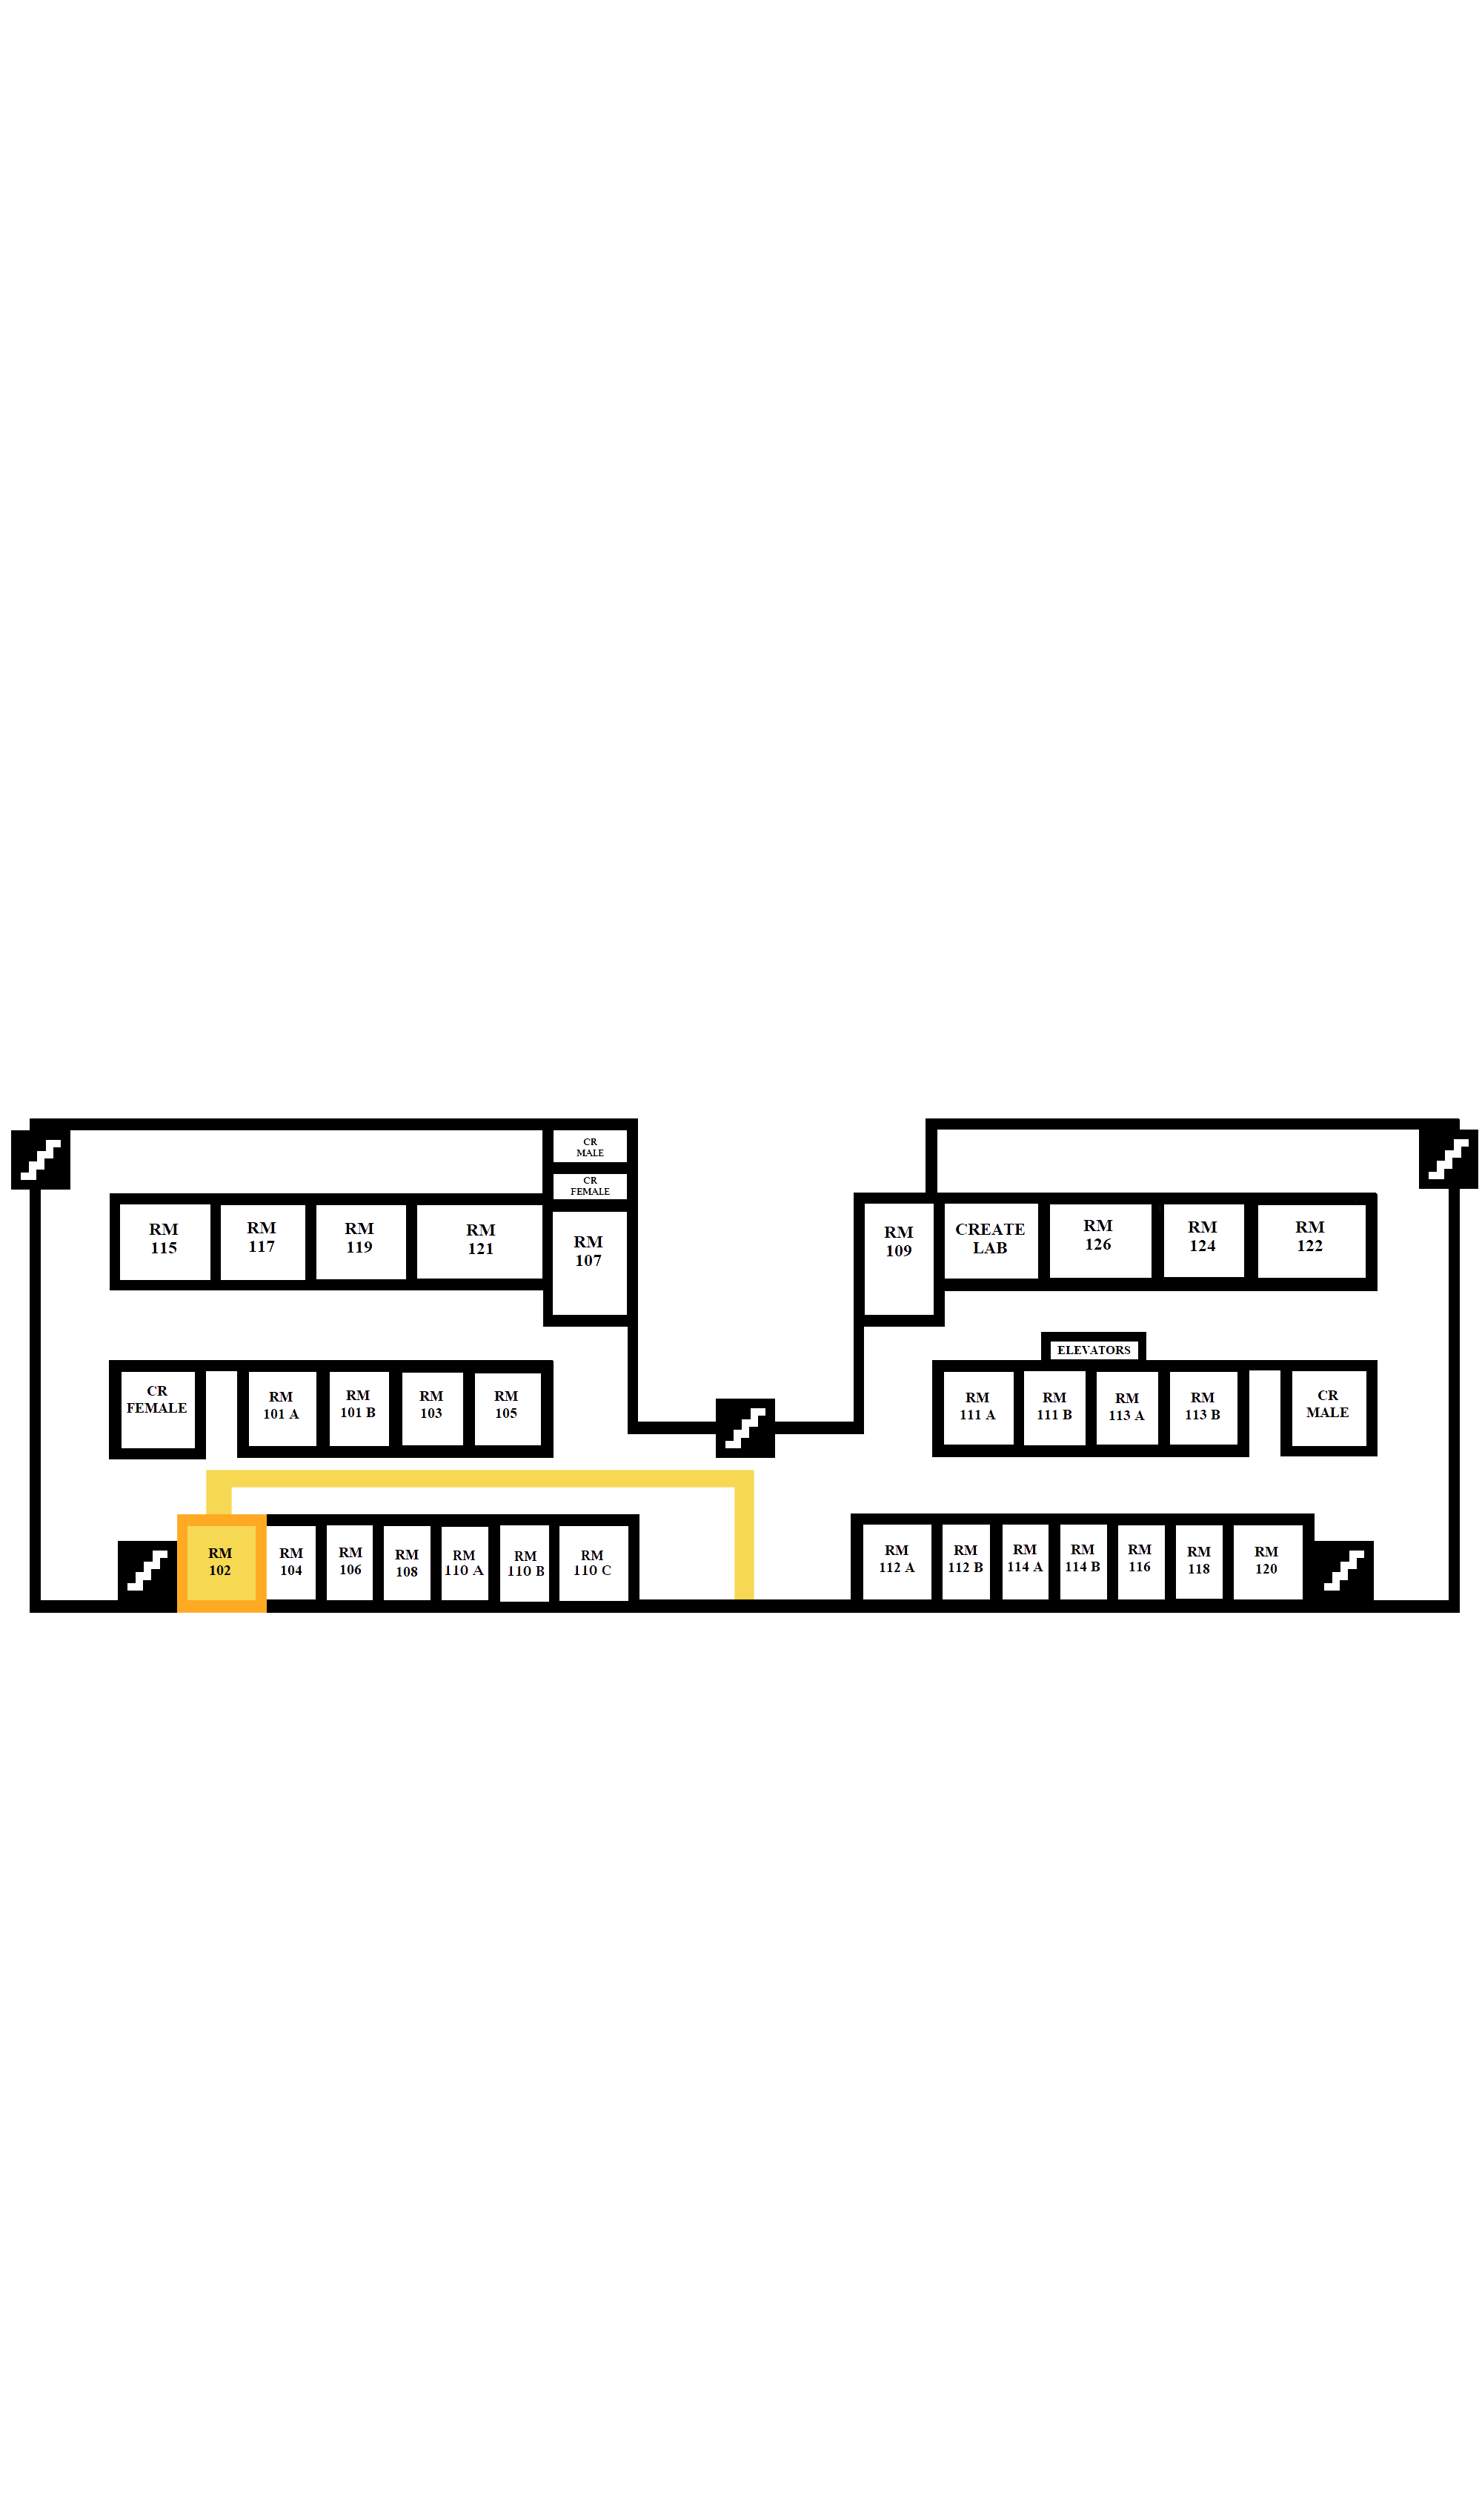 CR
MALE
CR
FEMALE
RM
115
RM
117
RM
119
RM
121
RM
107
RM
109
CREATE
LAB
RM
126
RM
124
RM
122
ELEVATORS
CR
FEMALE
RM
101 A
RM
101 B
RM
103
RM
105
RM
111 A
RM
111 B
RM
113 A
RM
113 B
CR
MALE
RM
102
RM
104
RM
106
RM
108
RM
110 A
RM
110 B
RM
110 C
RM
112 A
RM
112 B
RM
114 A
RM
114 B
RM
116
RM
118
RM
120